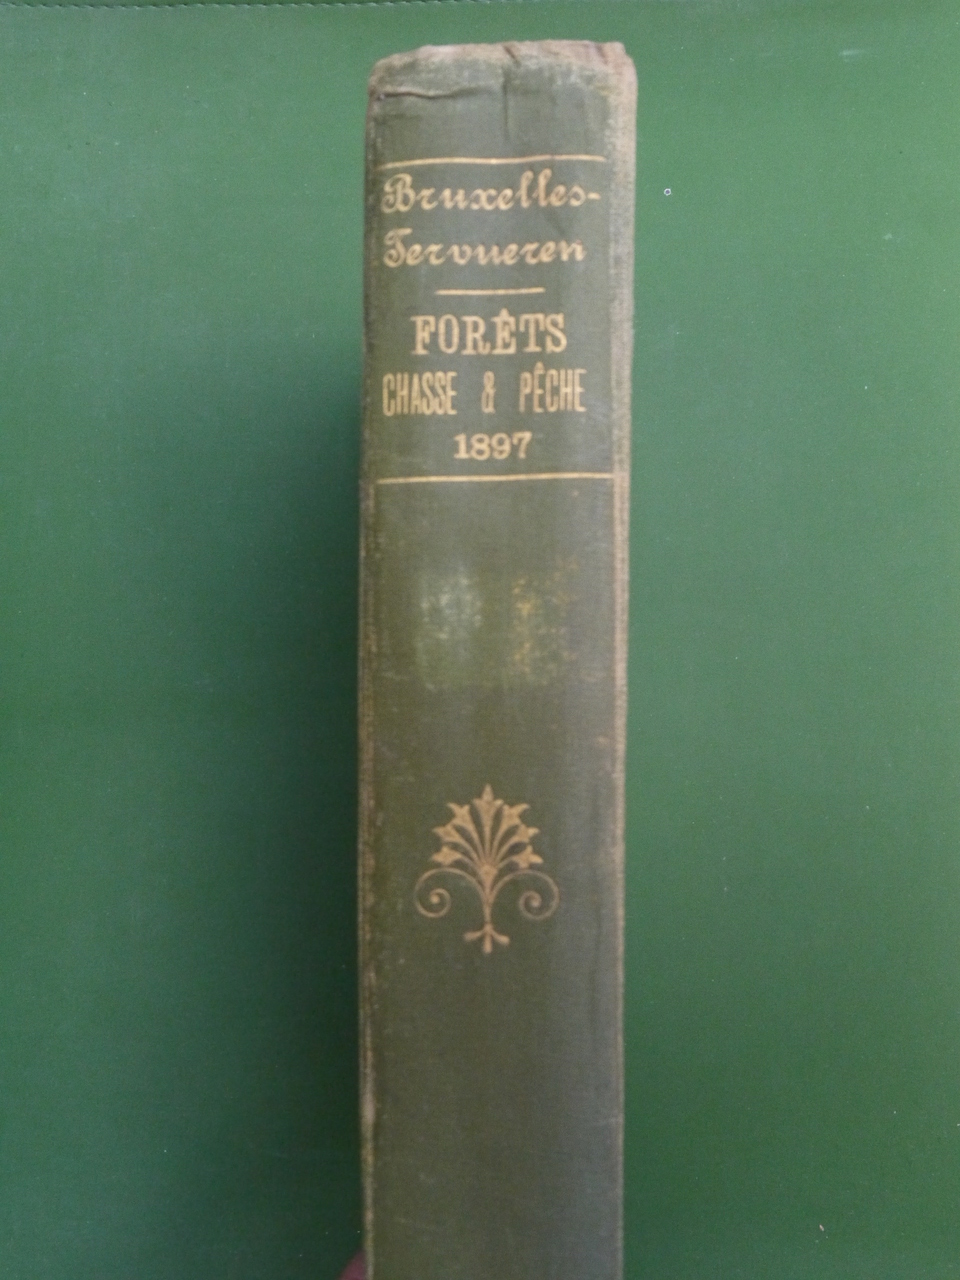 Bruxelles-
Tervueren
FORÊTS
CHASSE & PÊCHE
1897